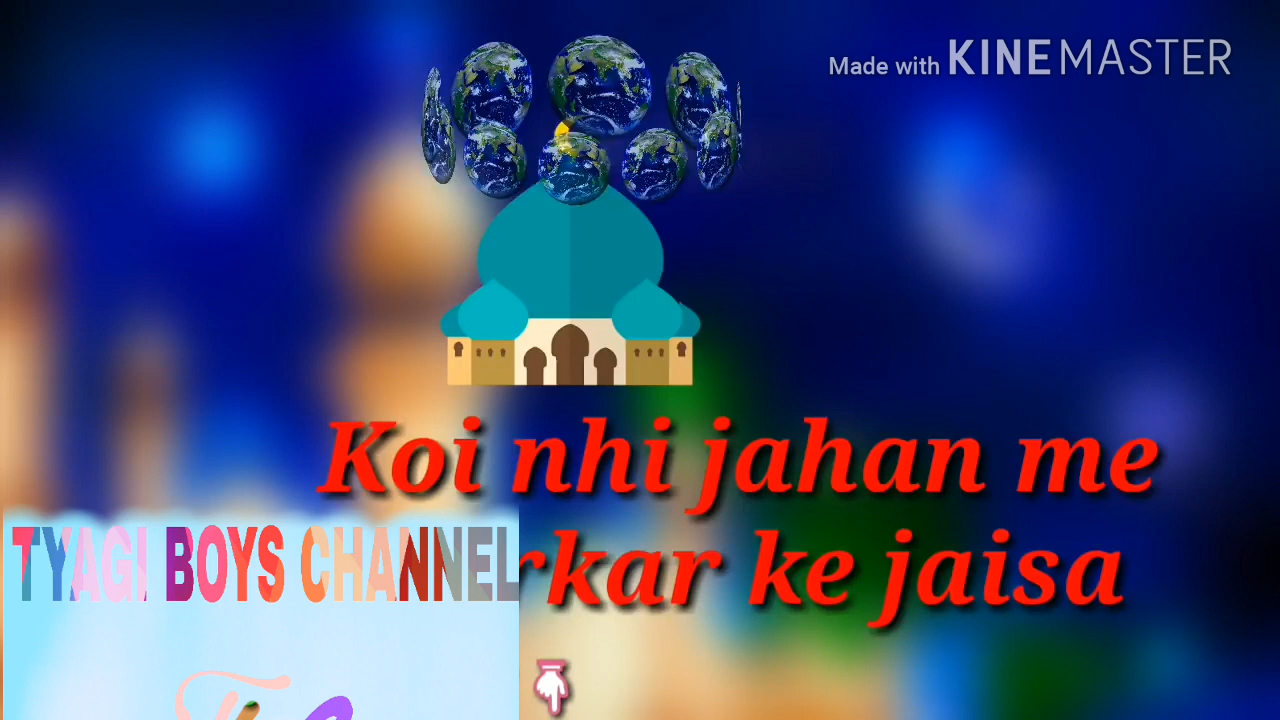 Made with KINEMASTER
Koi nhi jahan me
rkar ke jaisa
TYAGI BOYS CHANNEL